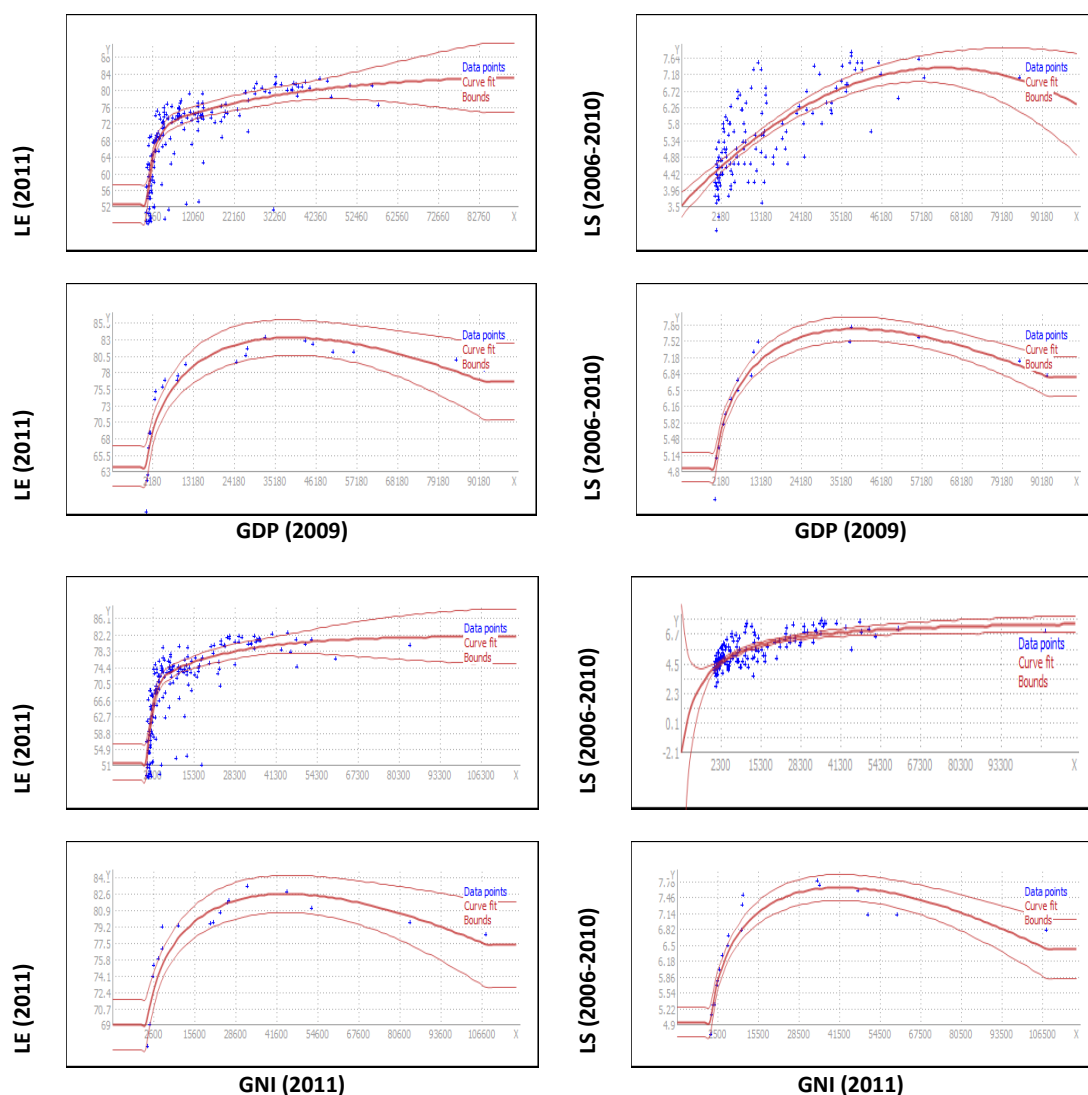 Y
86
84
80
76
72
68
64
60
56
52
12060 22160 32260 42360 52460 62560 72660 82760 X
Data points
Curve fit
Bounds
LE (2011)
Y
7.64
7.18
6.72
6.26
5.8
5.34
4.88
4.42
3.96
3.5
2180 13180 24180 35180 46180 57180 68180 79180 90180 X
Data points
Curve fit
Bounds
LS (2006-2010)
Y
83
80.5
78
75.5
73
70.5
68
65.5
63
13180 24180 35180 46180 57180 68180 79180 90180 X
Data points
Curve fit
Bounds
LE (2011)
GDP (2009)
Y
7.86
7.52
7.18
6.84
6.5
6.16
5.82
5.48
5.14
4.8
2180 13180 24180 35180 46180 57180 68180 79180 90180 X
Data points
Curve fit
Bounds
LS (2006-2010)
GDP (2009)
Y
86.1
82.2
78.3
74.4
70.5
66.6
62.7
58.8
54.9
51
15300 28300 41300 54300 67300 80300 93300 106300 X
Data points
Curve fit
Bounds
LE (2011)
Y
6.7
4.5
2.3
0.1
-2.1
2300 15300 28300 41300 54300 67300 80300 93300 X
Data points
Curve fit
Bounds
LS (2006-2010)
Y
84.1
82.6
80.9
79.2
77.5
75.8
74.1
72.4
70.7
69
15600 28600 41600 54600 67600 80600 93600 106600 X
Data points
Curve fit
Bounds
LE (2011)
GNI (2011)
Y
7.78
7.46
7.14
6.82
6.5
6.18
5.86
5.54
5.22
4.9
15500 28500 41500 54500 67500 80500 93500 106500 X
Data points
Curve fit
Bounds
LS (2006-2010)
GNI (2011)